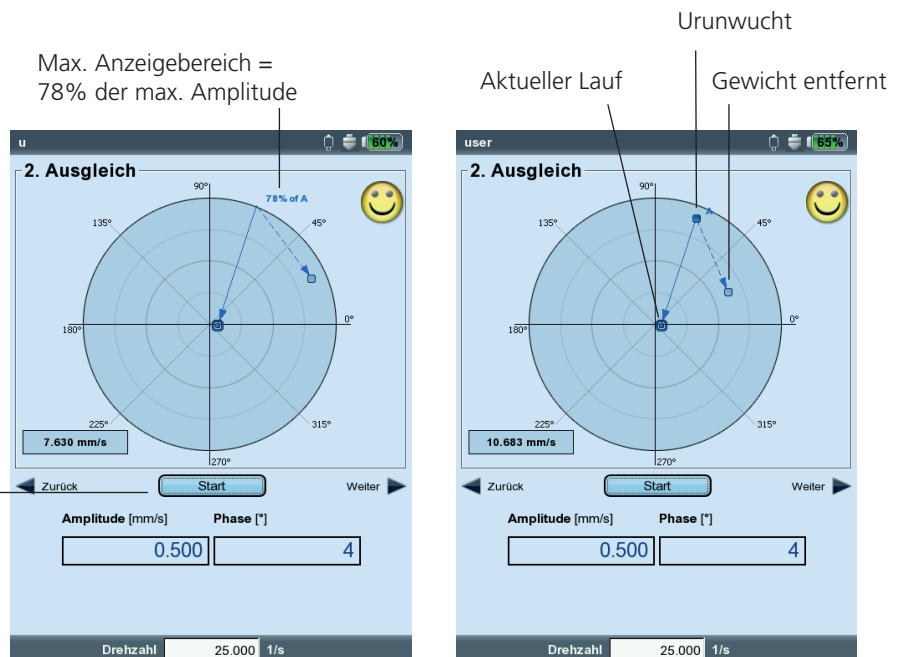 Urunwucht
Max. Anzeigebereich =
78% der max. Amplitude
Aktueller Lauf
Gewicht entfernt
u
60%
2. Ausgleich
90°
78% of A
135°
45°
180°
0°
225°
315°
7.630 mm/s
270°
Zurück
Start
Weiter
Amplitude [mm/s]
Phase [°]
0.500
4
Drehzahl
25.000
1/s
user
65%
2. Ausgleich
90°
A
135°
45°
180°
0°
225°
315°
10.683 mm/s
270°
Zurück
Start
Weiter
Amplitude [mm/s]
Phase [°]
0.500
4
Drehzahl
25.000
1/s